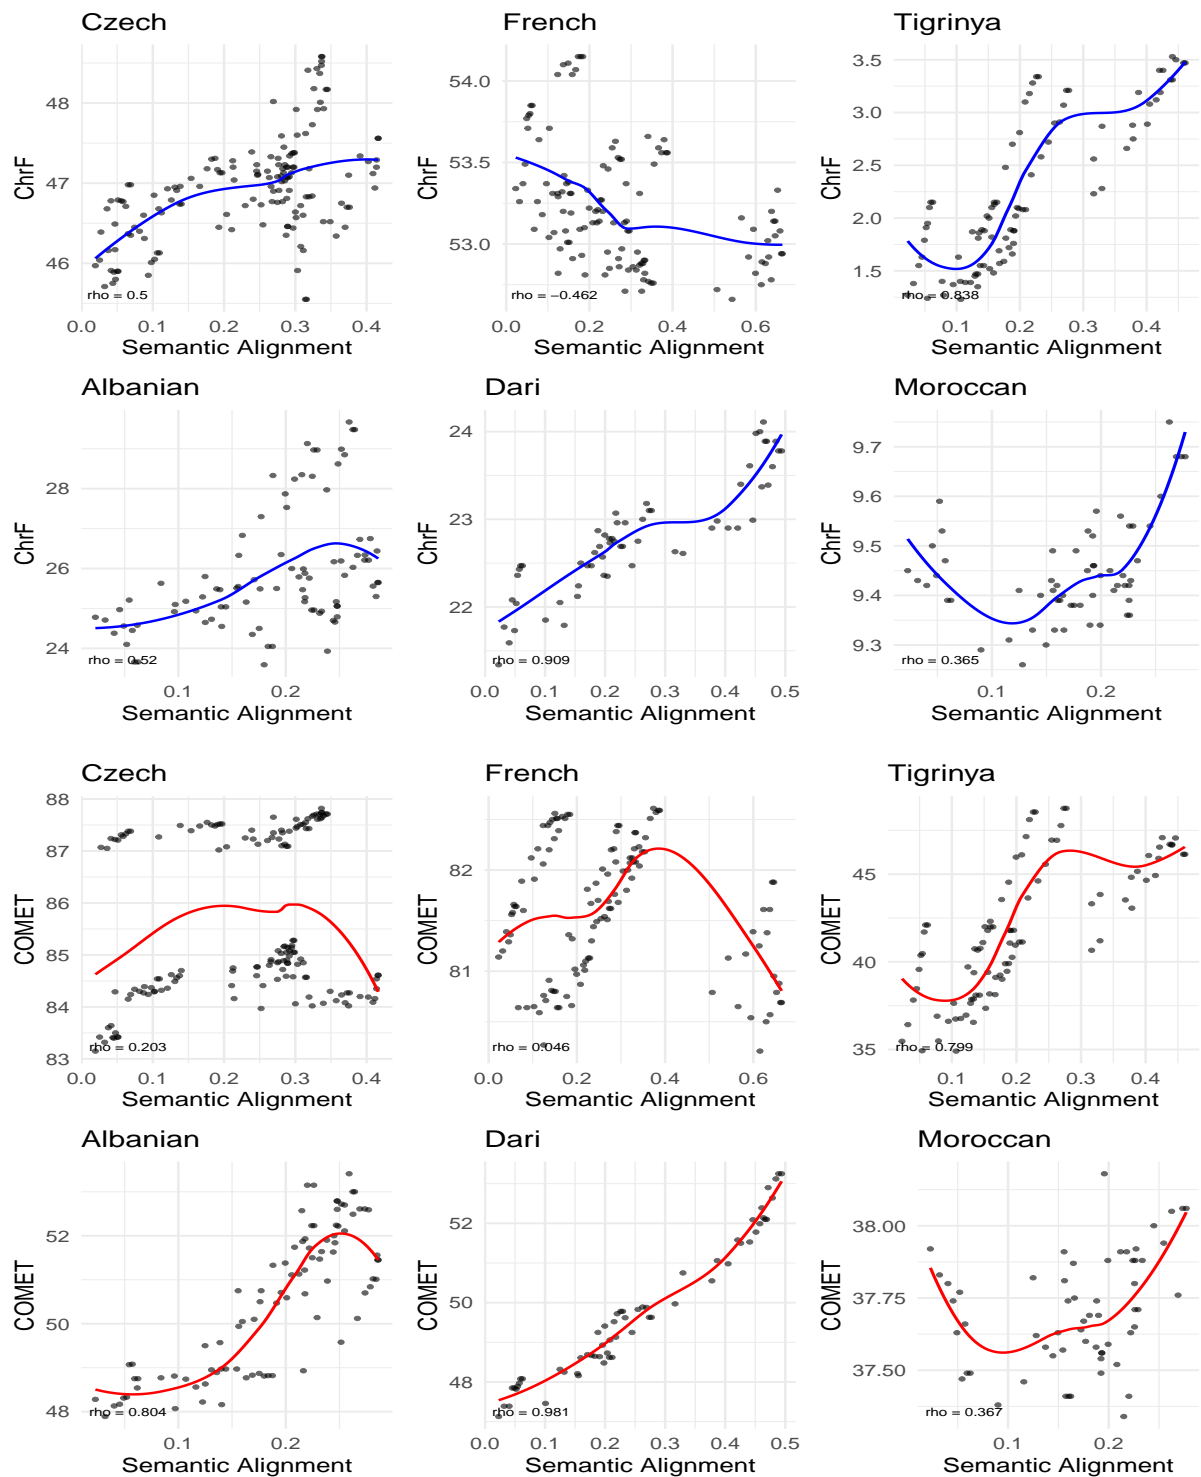 Czech French Tigrinya
48
47
46
ChrF
rho = 0.5
0.0 0.1 0.2 0.3 0.4
Semantic Alignment
54.0
53.5
53.0
ChrF
rho = −0.462
0.0 0.2 0.4 0.6
Semantic Alignment
3.5
3.0
2.5
2.0
1.5
ChrF
rho = 0.838
0.1 0.2 0.3 0.4
Semantic Alignment
Albanian Dari Moroccan
28
26
24
ChrF
rho = 0.52
0.1 0.2
Semantic Alignment
24
23
22
ChrF
rho = 0.909
0.0 0.1 0.2 0.3 0.4 0.5
Semantic Alignment
9.7
9.6
9.5
9.4
9.3
ChrF
rho = 0.365
0.1 0.2
Semantic Alignment
Czech French Tigrinya
88
87
86
85
84
83
COMET
rho = 0.203
0.0 0.1 0.2 0.3 0.4
Semantic Alignment
82
81
COMET
rho = 0.046
0.0 0.2 0.4 0.6
Semantic Alignment
45
40
35
COMET
rho = 0.799
0.1 0.2 0.3 0.4
Semantic Alignment
Albanian Dari Moroccan
52
50
48
COMET
rho = 0.804
0.1 0.2
Semantic Alignment
52
50
48
COMET
rho = 0.981
0.0 0.1 0.2 0.3 0.4 0.5
Semantic Alignment
38.00
37.75
37.50
COMET
rho = 0.367
0.1 0.2
Semantic Alignment